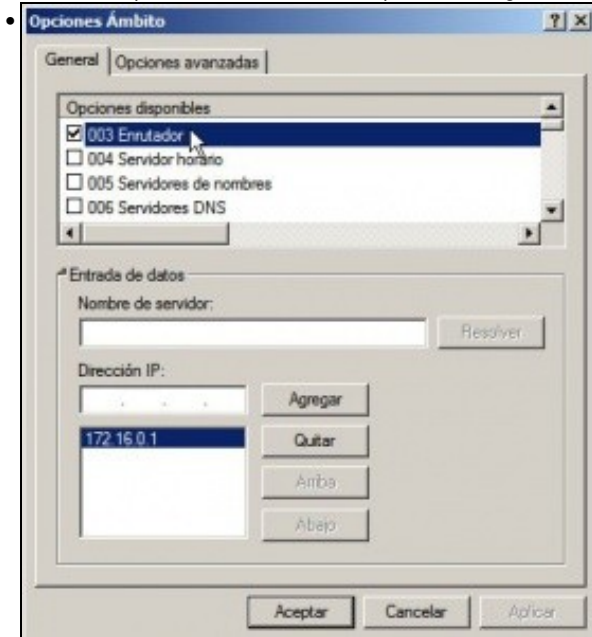 Opciones Ámbito
General Opciones avanzadas
Opciones disponibles
003 Enrutador
004 Servidor horario
005 Servidores de nombres
006 Servidores DNS
Entrada de datos
Nombre de servidor:
Resolver
Dirección IP:
Agregar
172.16.0.1 Quitar
Arriba
Abajo
Aceptar Cancelar Aplicar